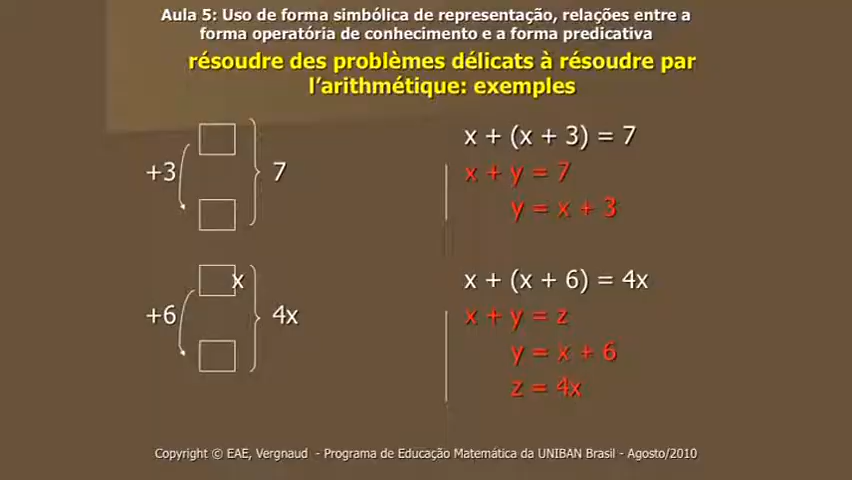 Aula 5: Uso de forma simbólica de representação, relações entre a
forma operatória de conhecimento e a forma predicativa
résoudre des problèmes délicats à résoudre par
l'arithmétique: exemples
+3
7
x + (x + 3) = 7
x + y = 7
y = x + 3
x
+6
4x
x + (x + 6) = 4x
x + y = z
y = x + 6
z = 4x
Copyright © EAE, Vergnaud - Programa de Educação Matemática da UNIBAN Brasil - Agosto/2010